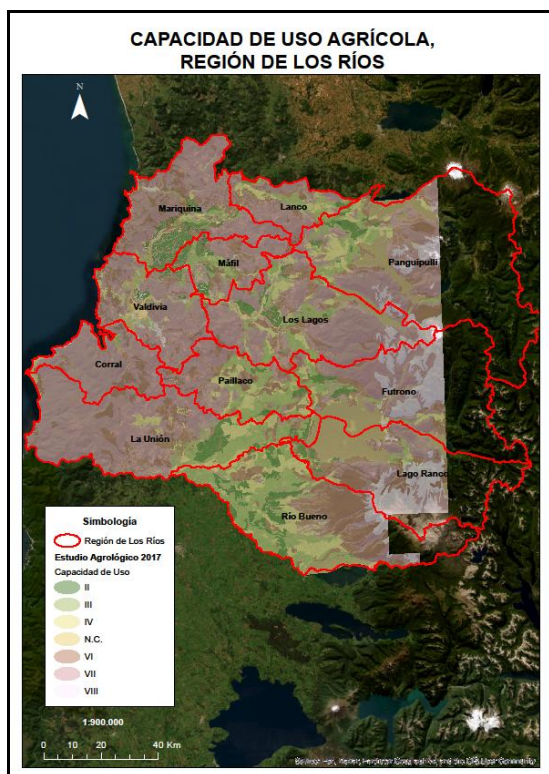 CAPACIDAD DE USO AGRÍCOLA,
REGIÓN DE LOS RÍOS
N
Mariquina
Lanco
Panguipulli
Máfil
Valdivia
Los Lagos
Corral
Paillaco
Futrono
La Unión
Lago Ranco
Río Bueno
Simbología
Región de Los Ríos
Estudio Agrológico 2017
Capacidad de Uso
II
III
IV
N.C.
VI
VII
VIII
1:900.000
0 10 20 40 Km